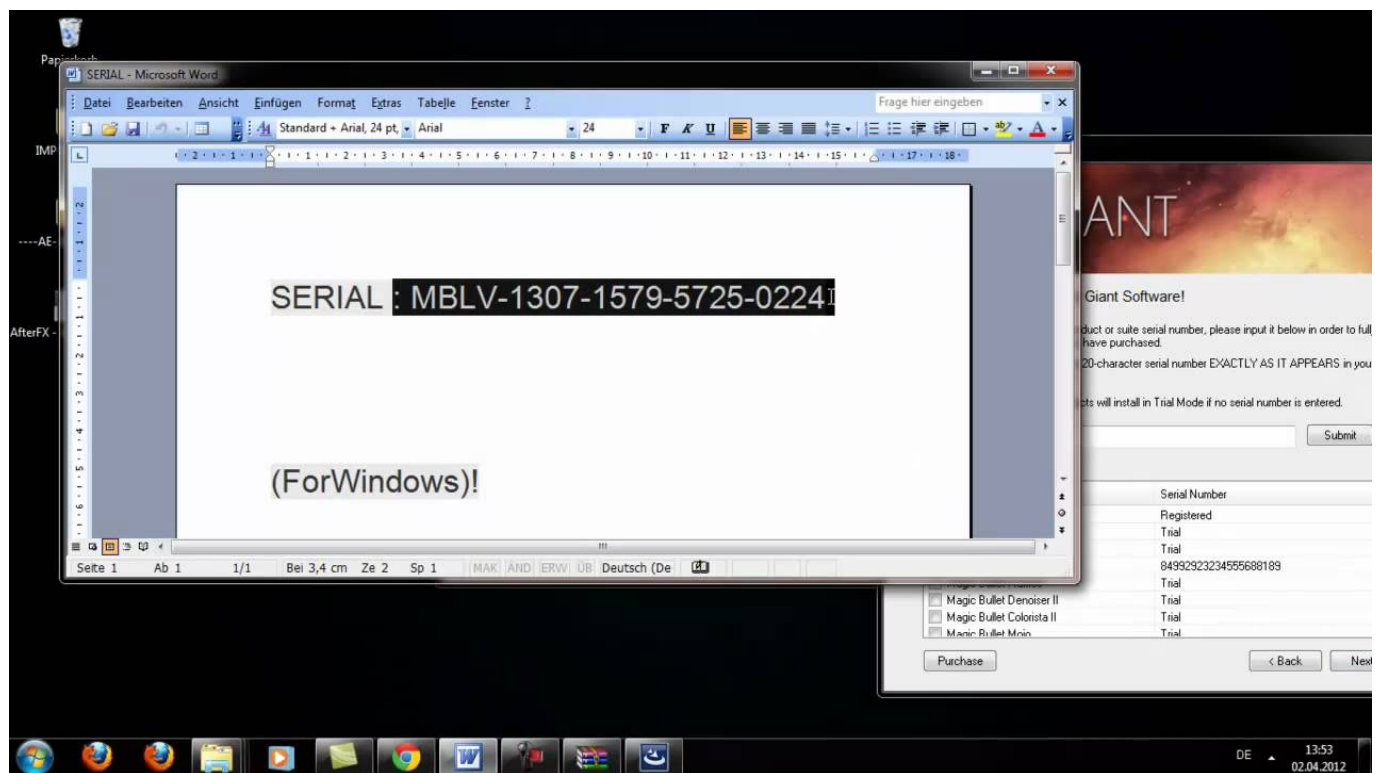 Papierkorb
SERIAL - Microsoft Word
Datei Bearbeiten Ansicht Einfügen Format Extras Tabelle Fenster ?
Frage hier eingeben
Standard + Arial, 24 pt, Arial 24 F K U
IMP
----AE-
AfterFX -
SERIAL : MBLV-1307-1579-5725-0224
(ForWindows)!
Seite 1 Ab 1 1/1 Bei 3,4 cm Ze 2 Sp 1 MAK ÄND ERW ÜB Deutsch (De
ANT
Giant Software!
duct or suite serial number, please input it below in order to full
have purchased.
20-character serial number EXACTLY AS IT APPEARS in you
cts will install in Trial Mode if no serial number is entered.
Submit
Serial Number
Registered
Trial
Trial
84992923234555688189
Trial
Magic Bullet Denoiser II Trial
Magic Bullet Colorista II Trial
Magic Bullet Mojo Trial
Purchase < Back Next
DE 13:53
02.04.2012